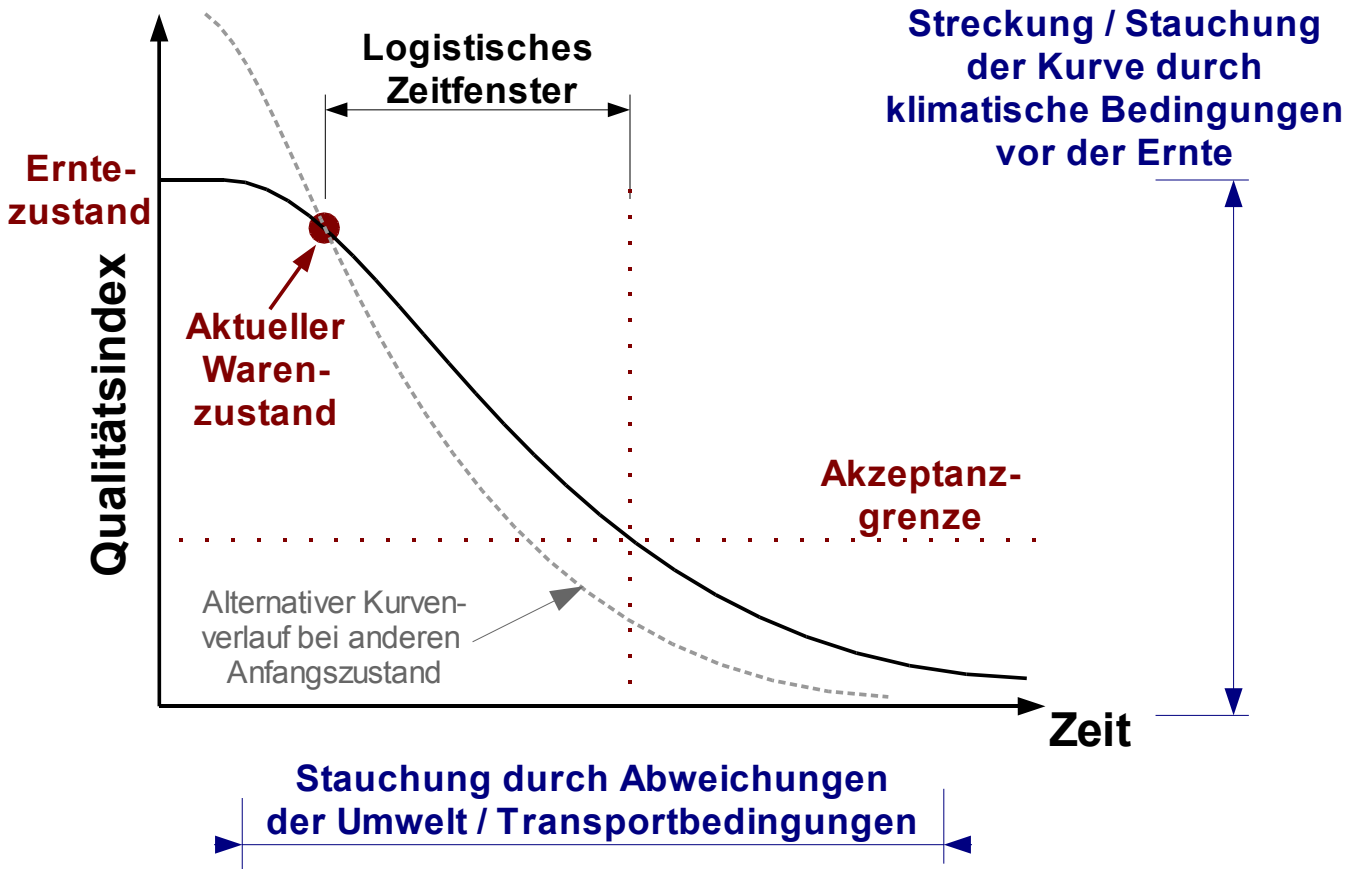 Streckung / Stauchung
der Kurve durch
klimatische Bedingungen
vor der Ernte
Logistisches
Zeitfenster
Ernte-
zustand
Qualitätsindex
Aktueller
Waren-
zustand
Akzeptanz-
grenze
Alternativer Kurven-
verlauf bei anderen
Anfangszustand
Zeit
Stauchung durch Abweichungen
der Umwelt / Transportbedingungen